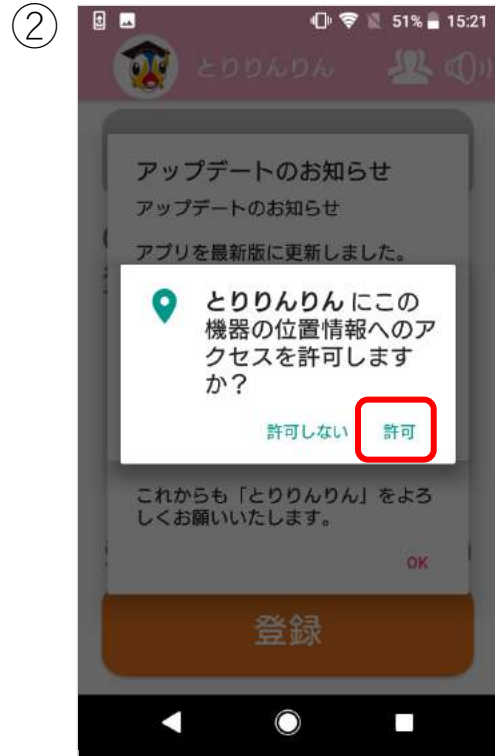 ②
51% 15:21
とりりんりん
アップデートのお知らせ
アップデートのお知らせ
アプリを最新版に更新しました。
とりりんりん にこの
機器の位置情報へのア
クセスを許可します
か？
許可しない 許可
これからも「とりりんりん」をよろ
しくお願いいたします。
OK
登録